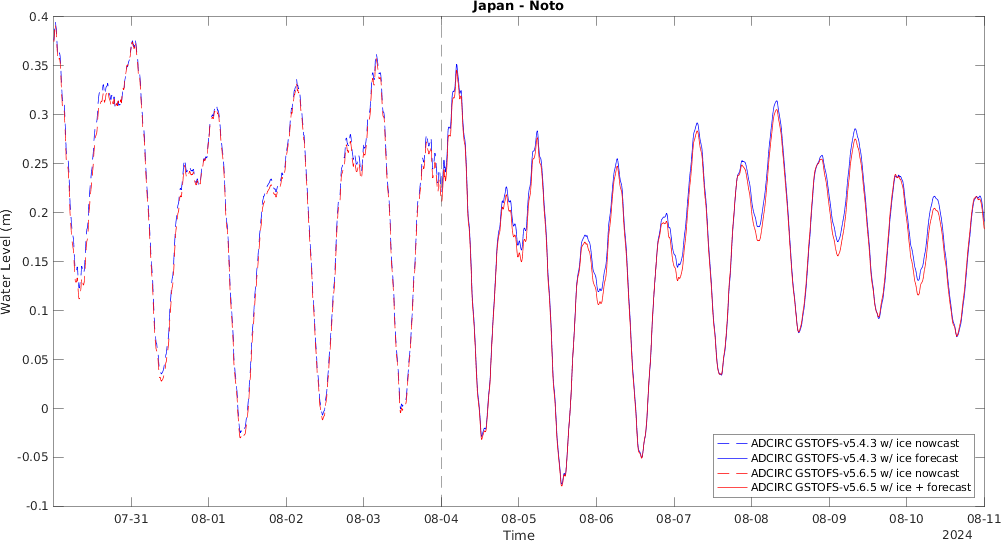 Japan - Noto
0.4
0.35
0.3
0.25
0.2
0.15
0.1
0.05
0
-0.05
-0.1
Water Level (m)
ADCIRC GSTOFS-v5.4.3 w/ ice nowcast
ADCIRC GSTOFS-v5.4.3 w/ ice forecast
ADCIRC GSTOFS-v5.6.5 w/ ice nowcast
ADCIRC GSTOFS-v5.6.5 w/ ice + forecast
07-31 08-01 08-02 08-03 08-04 08-05 08-06 08-07 08-08 08-09 08-10 08-11
Time
2024